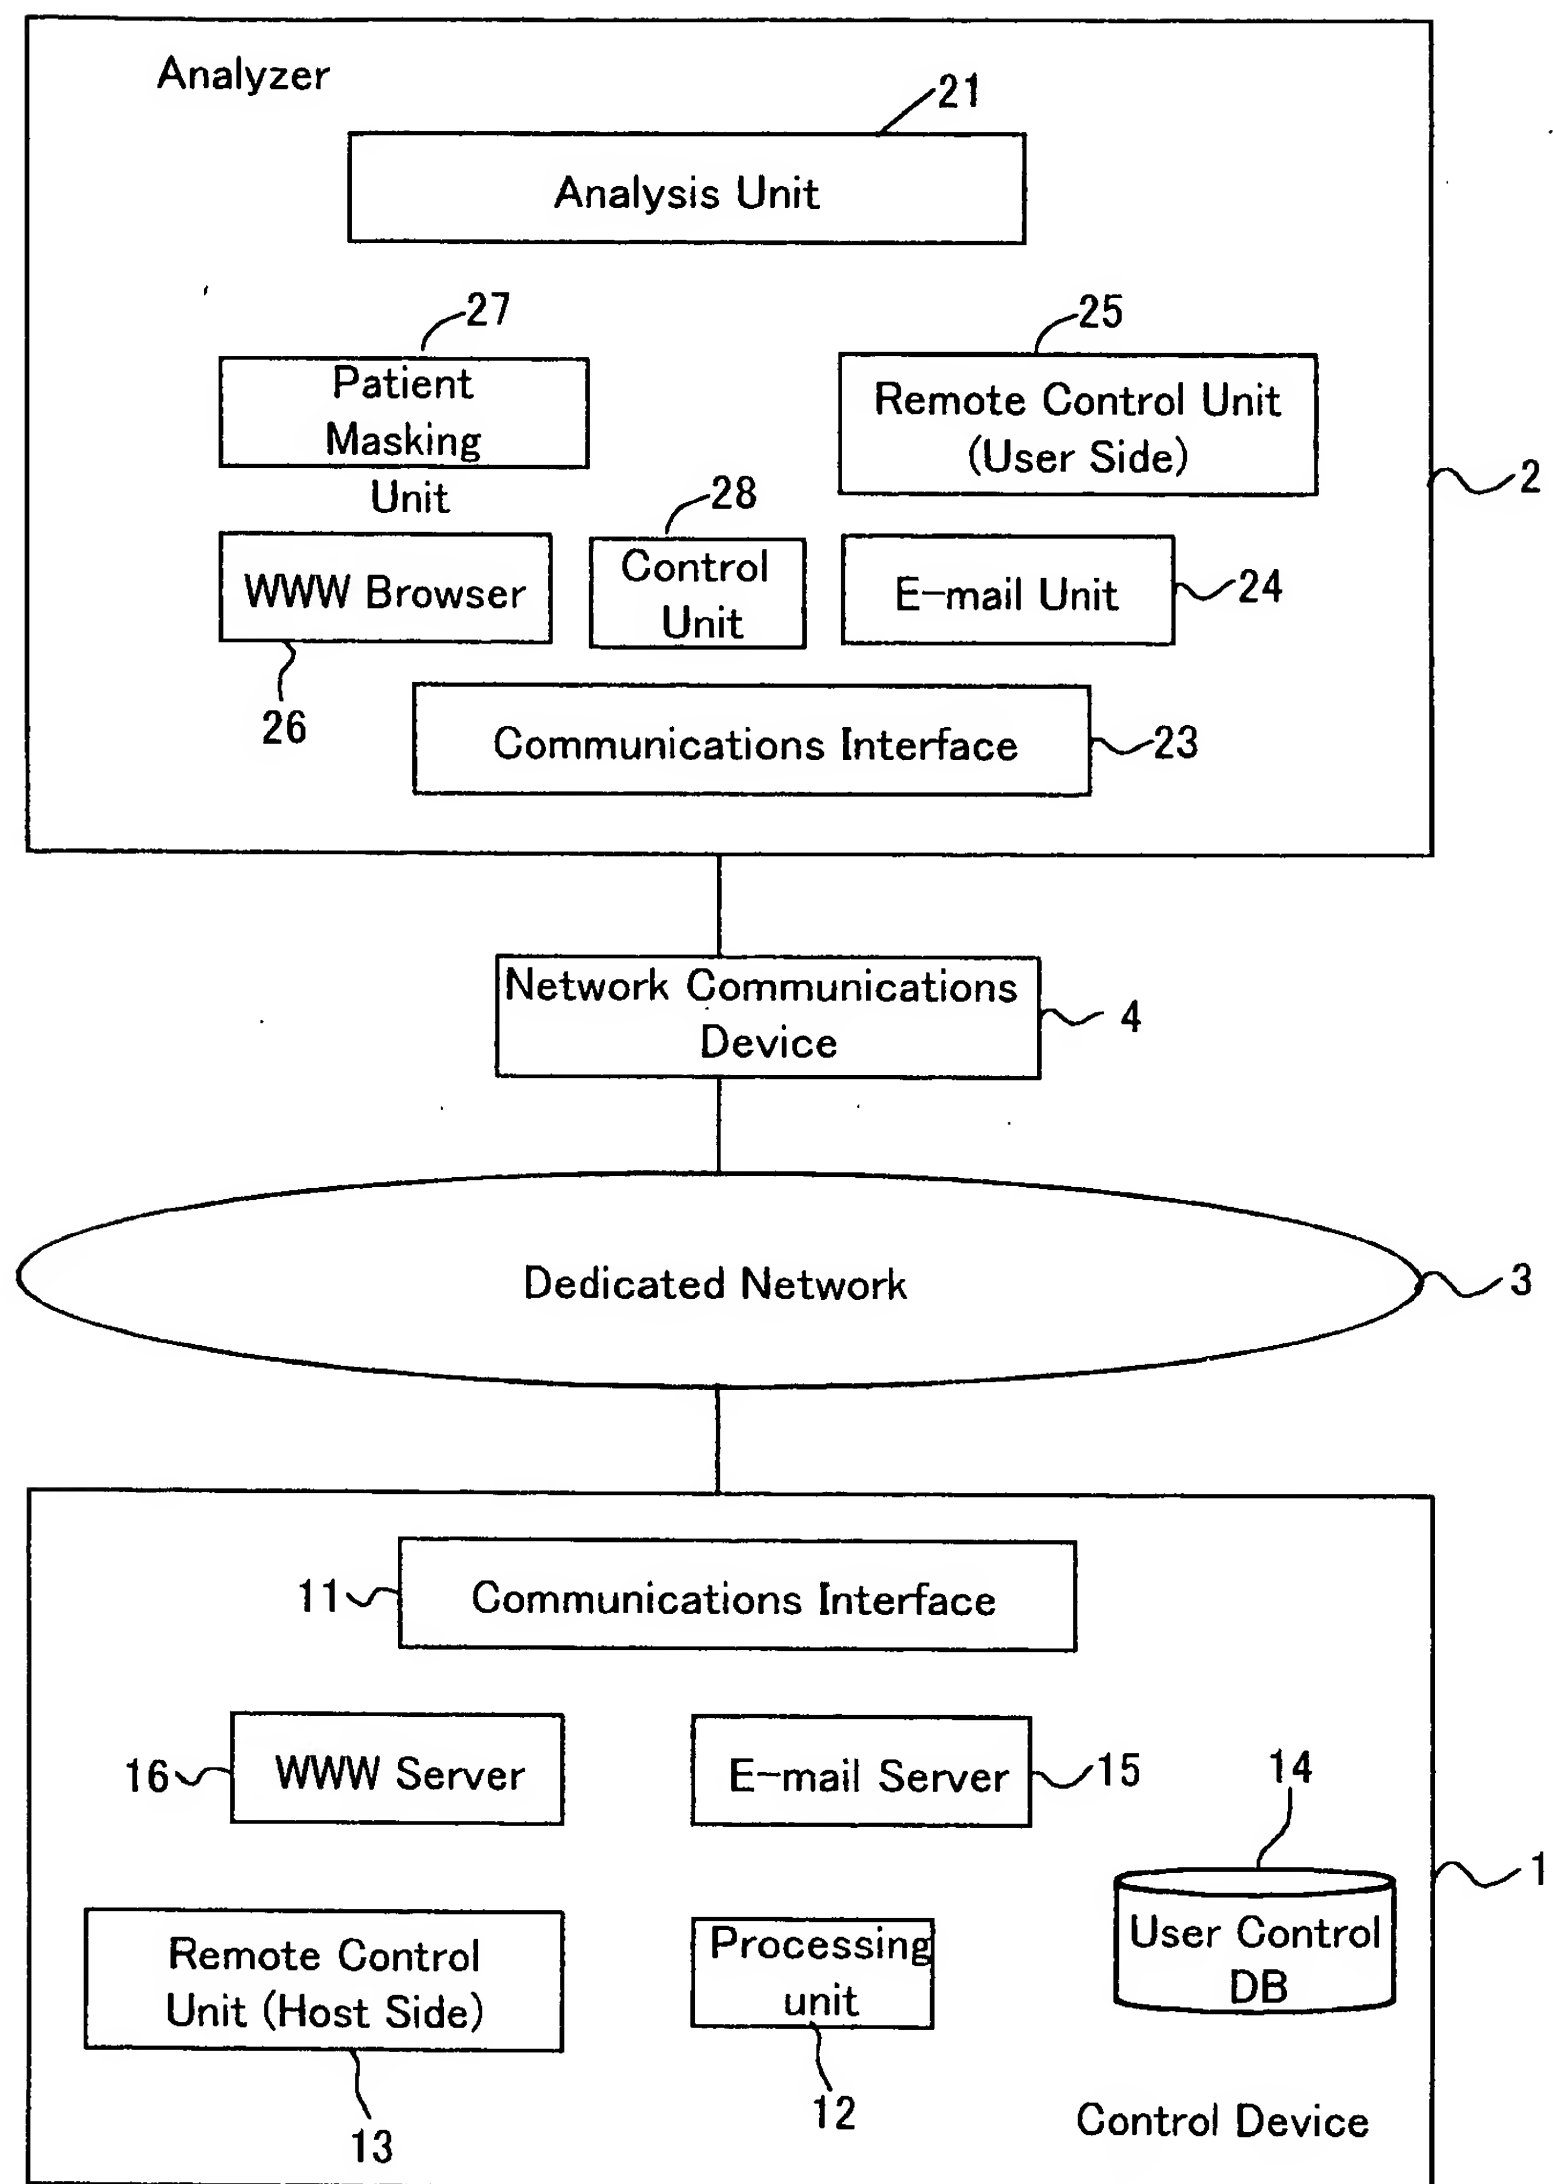 Analyzer
21
Analysis Unit
27
25
Patient
Masking
Unit
Remote Control Unit
(User Side)
2
28
WWW Browser
Control
Unit
E-mail Unit
24
26
Communications Interface
23
Network Communications
Device
4
Dedicated Network
3
11
Communications Interface
16
WWW Server
E-mail Server
15
14
1
Remote Control
Unit (Host Side)
Processing
unit
User Control
DB
12
13
Control Device